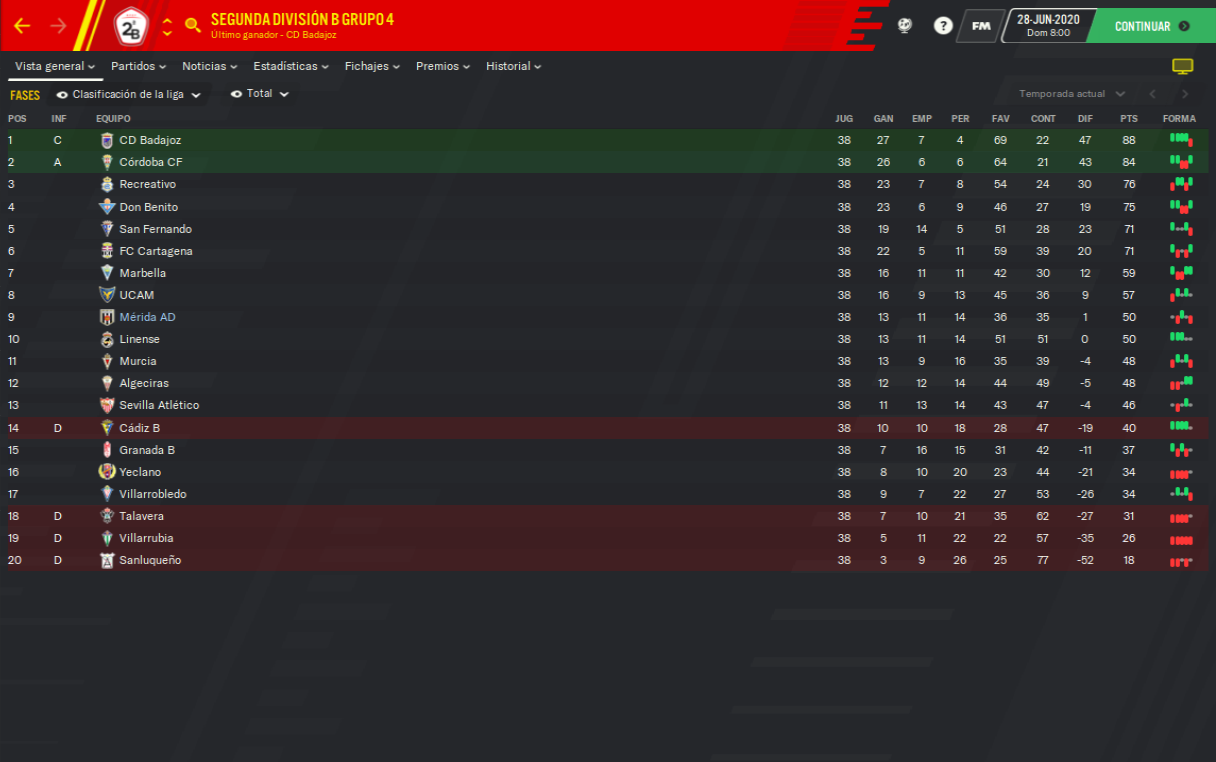 SEGUNDA DIVISIÓN B GRUPO 4
Último ganador - CD Badajoz
2ªB
?
FM
28-JUN-2020
Dom 8:00
CONTINUAR
Vista general Partidos Noticias Estadísticas Fichajes Premios Historial
FASES Clasificación de la liga Total Temporada actual
POS INF EQUIPO JUG GAN EMP PER FAV CONT DIF PTS FORMA
1 C CD Badajoz 38 27 7 4 69 22 47 88
2 A Córdoba CF 38 26 6 6 64 21 43 84
3 Recreativo 38 23 7 8 54 24 30 76
4 Don Benito 38 23 6 9 46 27 19 75
5 San Fernando 38 19 14 5 51 28 23 71
6 FC Cartagena 38 22 5 11 59 39 20 71
7 Marbella 38 16 11 11 42 30 12 59
8 UCAM 38 16 9 13 45 36 9 57
9 Mérida AD 38 13 11 14 36 35 1 50
10 Linense 38 13 11 14 51 51 0 50
11 Murcia 38 13 9 16 35 39 -4 48
12 Algeciras 38 12 12 14 44 49 -5 48
13 Sevilla Atlético 38 11 13 14 43 47 -4 46
14 D Cádiz B 38 10 10 18 28 47 -19 40
15 Granada B 38 7 16 15 31 42 -11 37
16 Yeclano 38 8 10 20 23 44 -21 34
17 Villarrobledo 38 9 7 22 27 53 -26 34
18 D Talavera 38 7 10 21 35 62 -27 31
19 D Villarrubia 38 5 11 22 22 57 -35 26
20 D Sanluqueño 38 3 9 26 25 77 -52 18